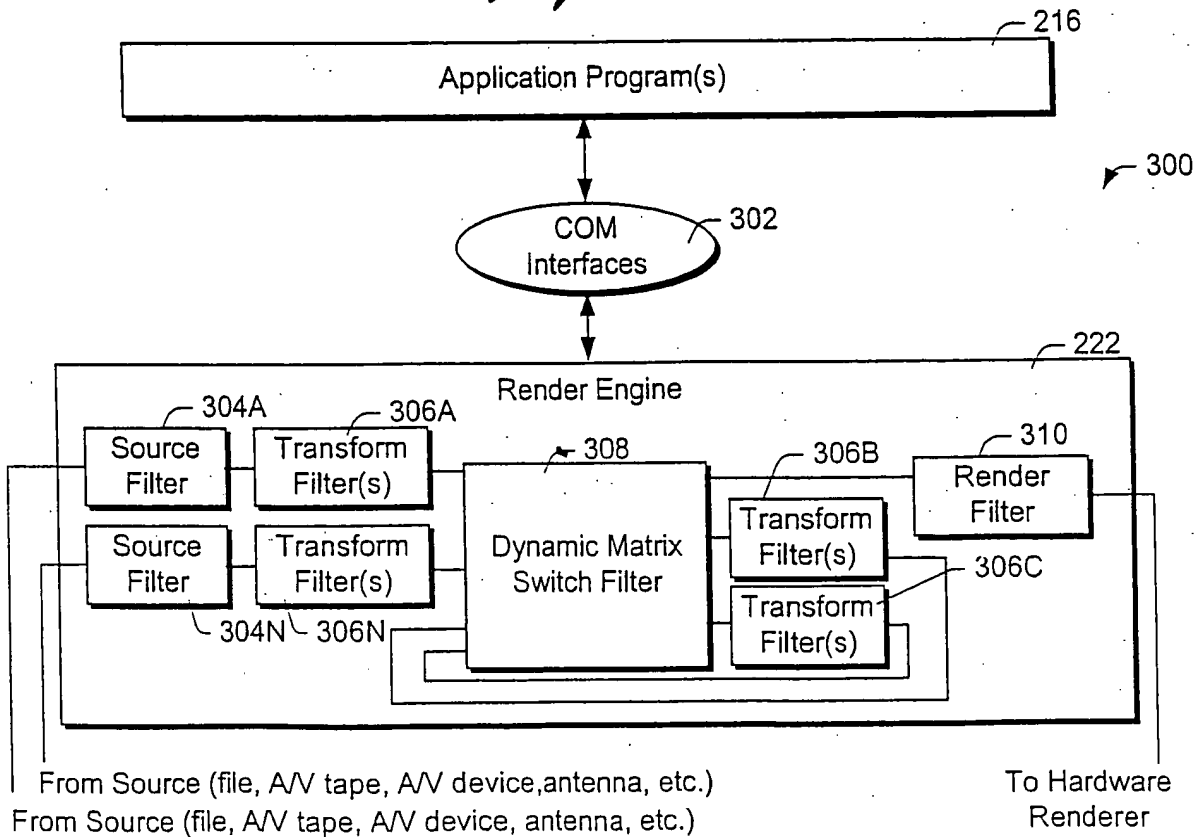 216
Application Program(s)
300
COM
Interfaces
302
222
Render Engine
304A
306A
308
306B
310
Source
Filter
Transform
Filter(s)
Dynamic Matrix
Switch Filter
Transform
Filter(s)
Render
Filter
Source
Filter
Transform
Filter(s)
306C
Transform
Filter(s)
304N
306N
From Source (file, A/V tape, A/V device,antenna, etc.)
From Source (file, A/V tape, A/V device, antenna, etc.)
To Hardware
Renderer